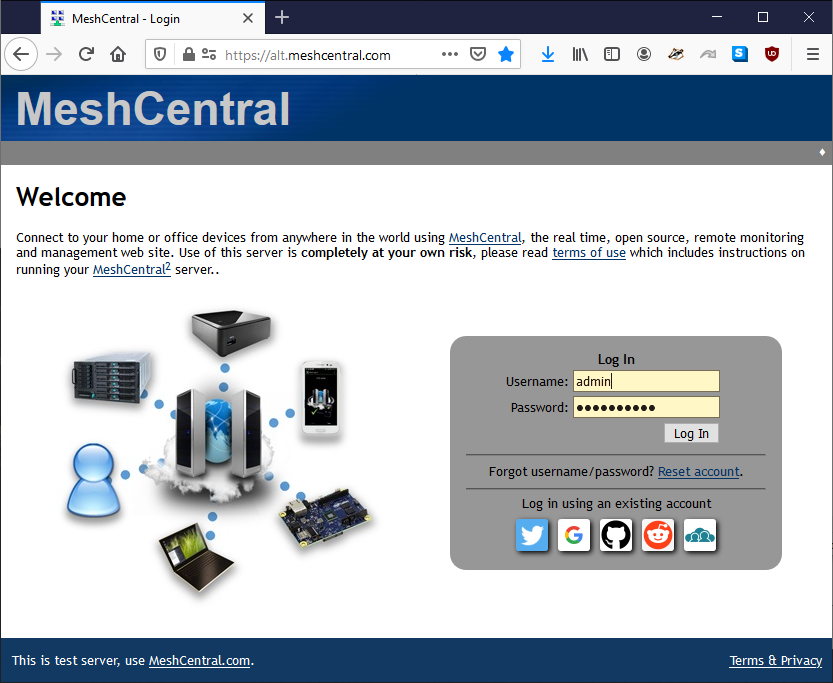 MeshCentral - Login
https://alt.meshcentral.com
S
MeshCentral
Welcome
Connect to your home or office devices from anywhere in the world using MeshCentral, the real time, open source, remote monitoring
and management web site. Use of this server is completely at your own risk, please read terms of use which includes instructions on
running your MeshCentral² server..
Log In
Username: admin
Password: ●●●●●●●●●●
Log In
Forgot username/password? Reset account.
Log in using an existing account
G
This is test server, use MeshCentral.com.
Terms & Privacy